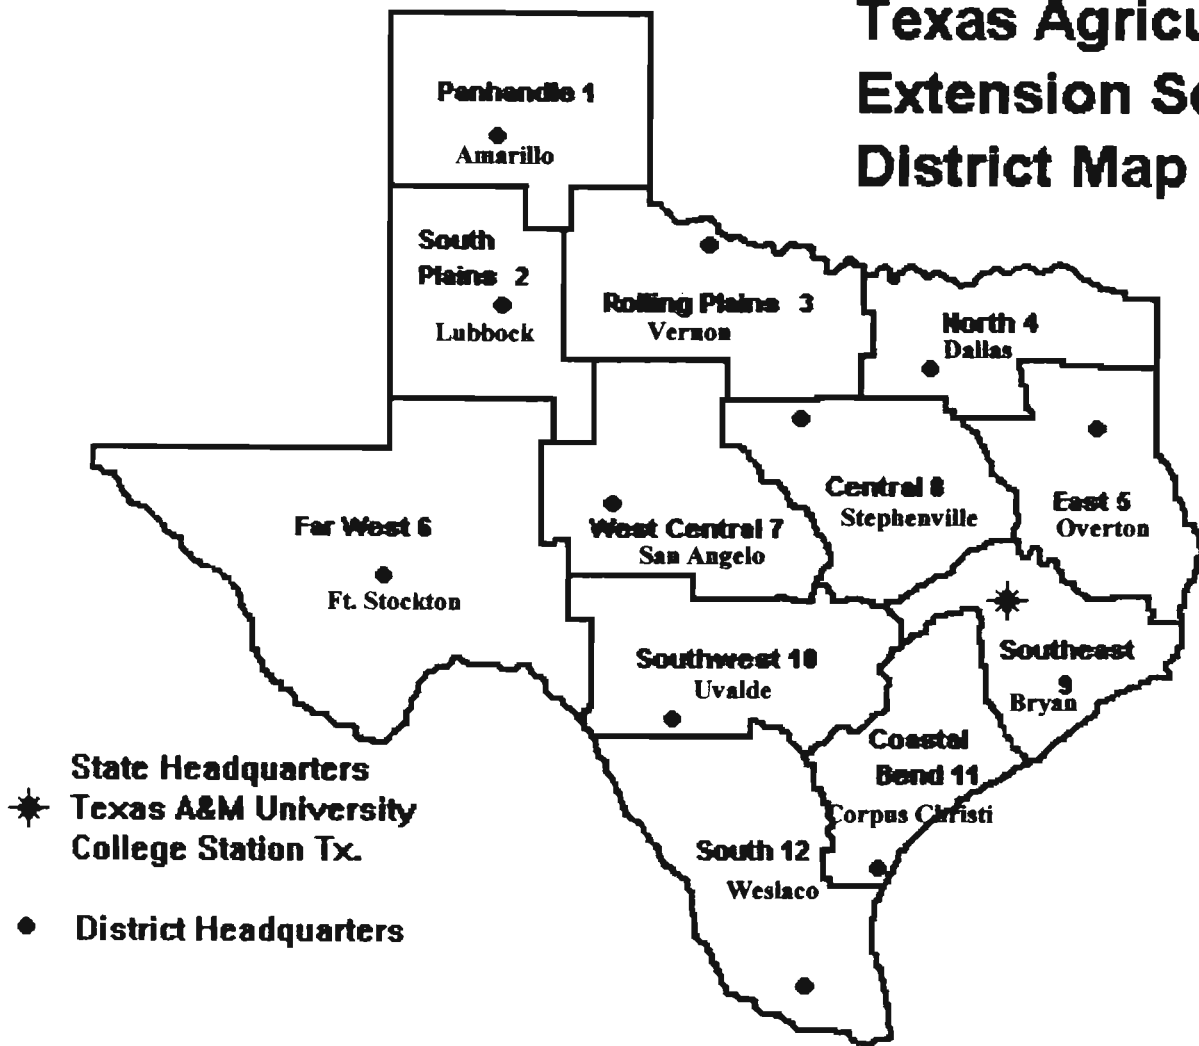 Texas Agricu
Extension Se
District Map
Panhandle 1
Amarillo
South
Plains 2
Lubbock
Rolling Plains 3
Vernon
North 4
Dallas
Central 8
Stephenville
East 5
Overton
Far West 6
Ft. Stockton
West Central 7
San Angelo
Southwest 10
Uvalde
Southeast
9
Bryan
Coastal
Bend 11
Corpus Christi
South 12
Weslaco
State Headquarters
Texas A&M University
College Station Tx.
District Headquarters